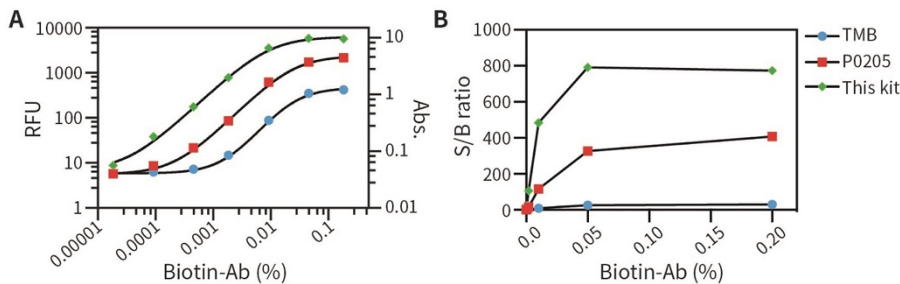 A
10000
1000
100
10
1
RFU
10
1
0.1
0.01
Abs.
0.00001
0.0001
0.001
0.01
0.1
Biotin-Ab (%)
B
1000
800
600
400
200
0
S/B ratio
0.0
0.05
0.10
0.15
0.20
Biotin-Ab (%)
TMB
P0205
This kit